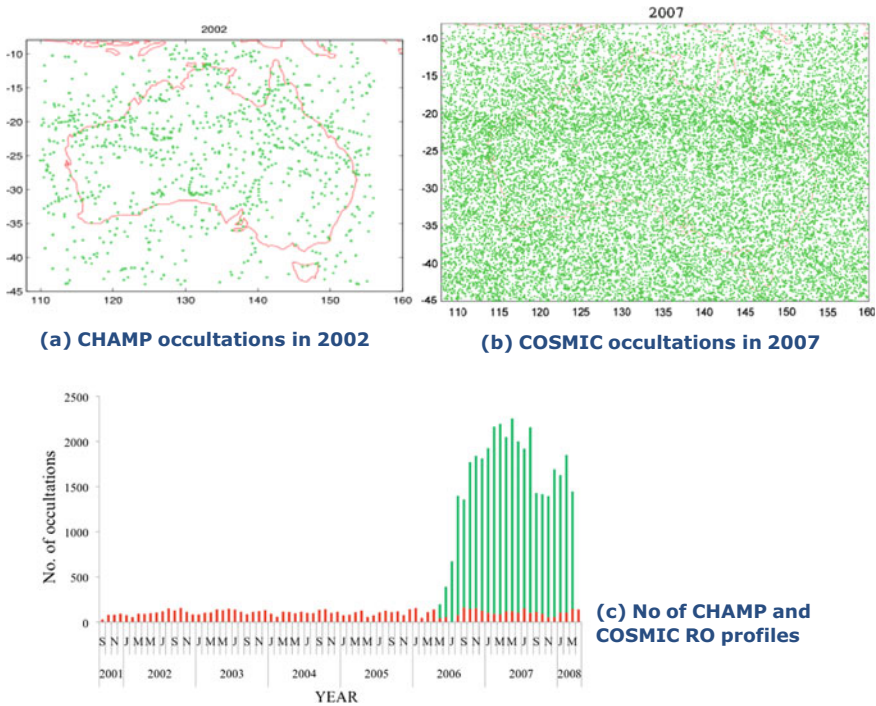 2002
-10
-15
-20
-25
-30
-35
-40
-45
110 120 130 140 150 160
(a) CHAMP occultations in 2002
2007
-10
-15
-20
-25
-30
-35
-40
-45
110 115 120 125 130 135 140 145 150 155 160
(b) COSMIC occultations in 2007
No. of occultations
2500
2000
1500
1000
500
0
S N J M M J S N J M M J S N J M M J S N J M M J S N J M M J S N J M M J S N J M
2001 2002 2003 2004 2005 2006 2007 2008
YEAR
(c) No of CHAMP and
COSMIC RO profiles